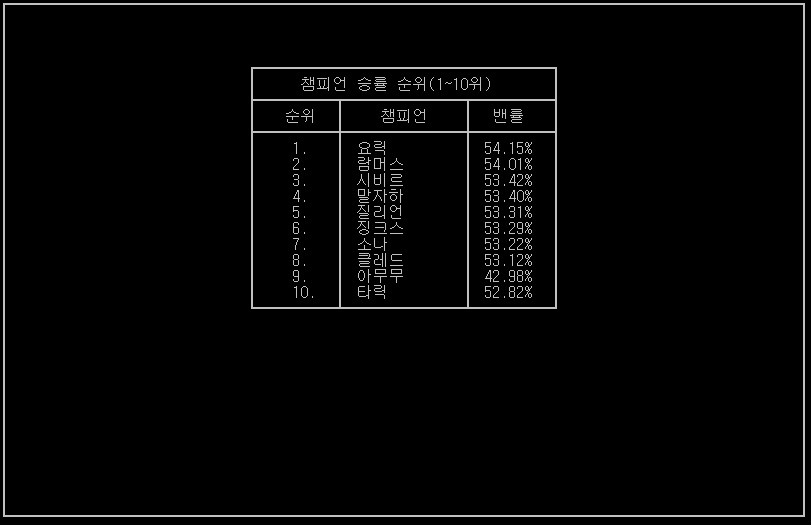 챔피언 승률 순위(1~10위)
순위 챔피언 밴률
1. 요릭 54.15%
2. 람머스 54.01%
3. 시비르 53.42%
4. 말자하 53.40%
5. 질리언 53.31%
6. 징크스 53.29%
7. 소나 53.22%
8. 클레드 53.12%
9. 아무무 42.98%
10. 타릭 52.82%